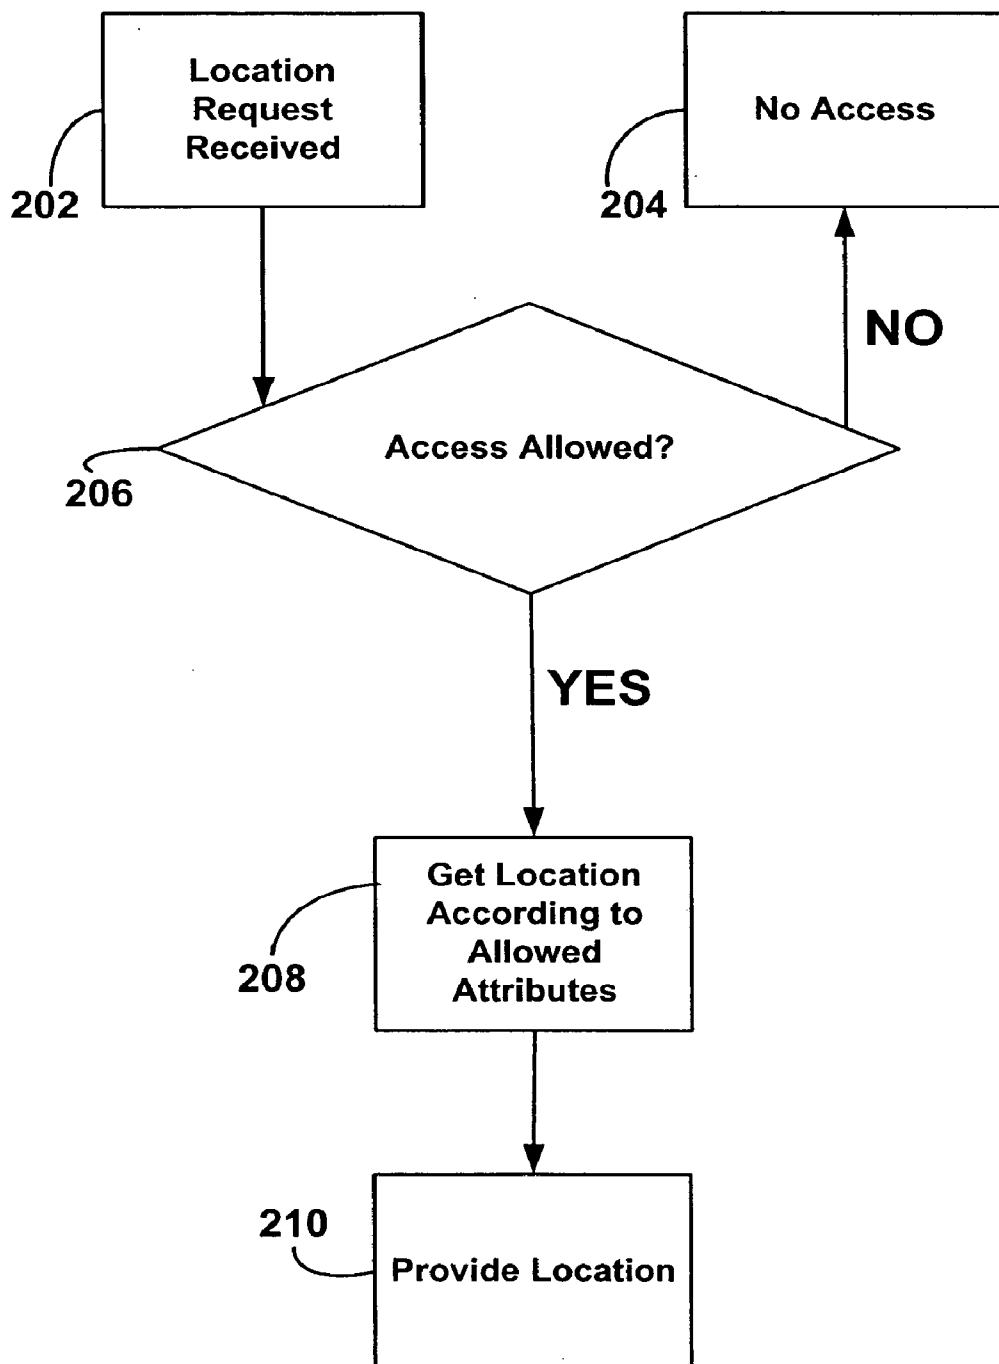 Location
Request
Received
202
No Access
204
NO
Access Allowed?
206
YES
Get Location
According to
Allowed
Attributes
208
210
Provide Location